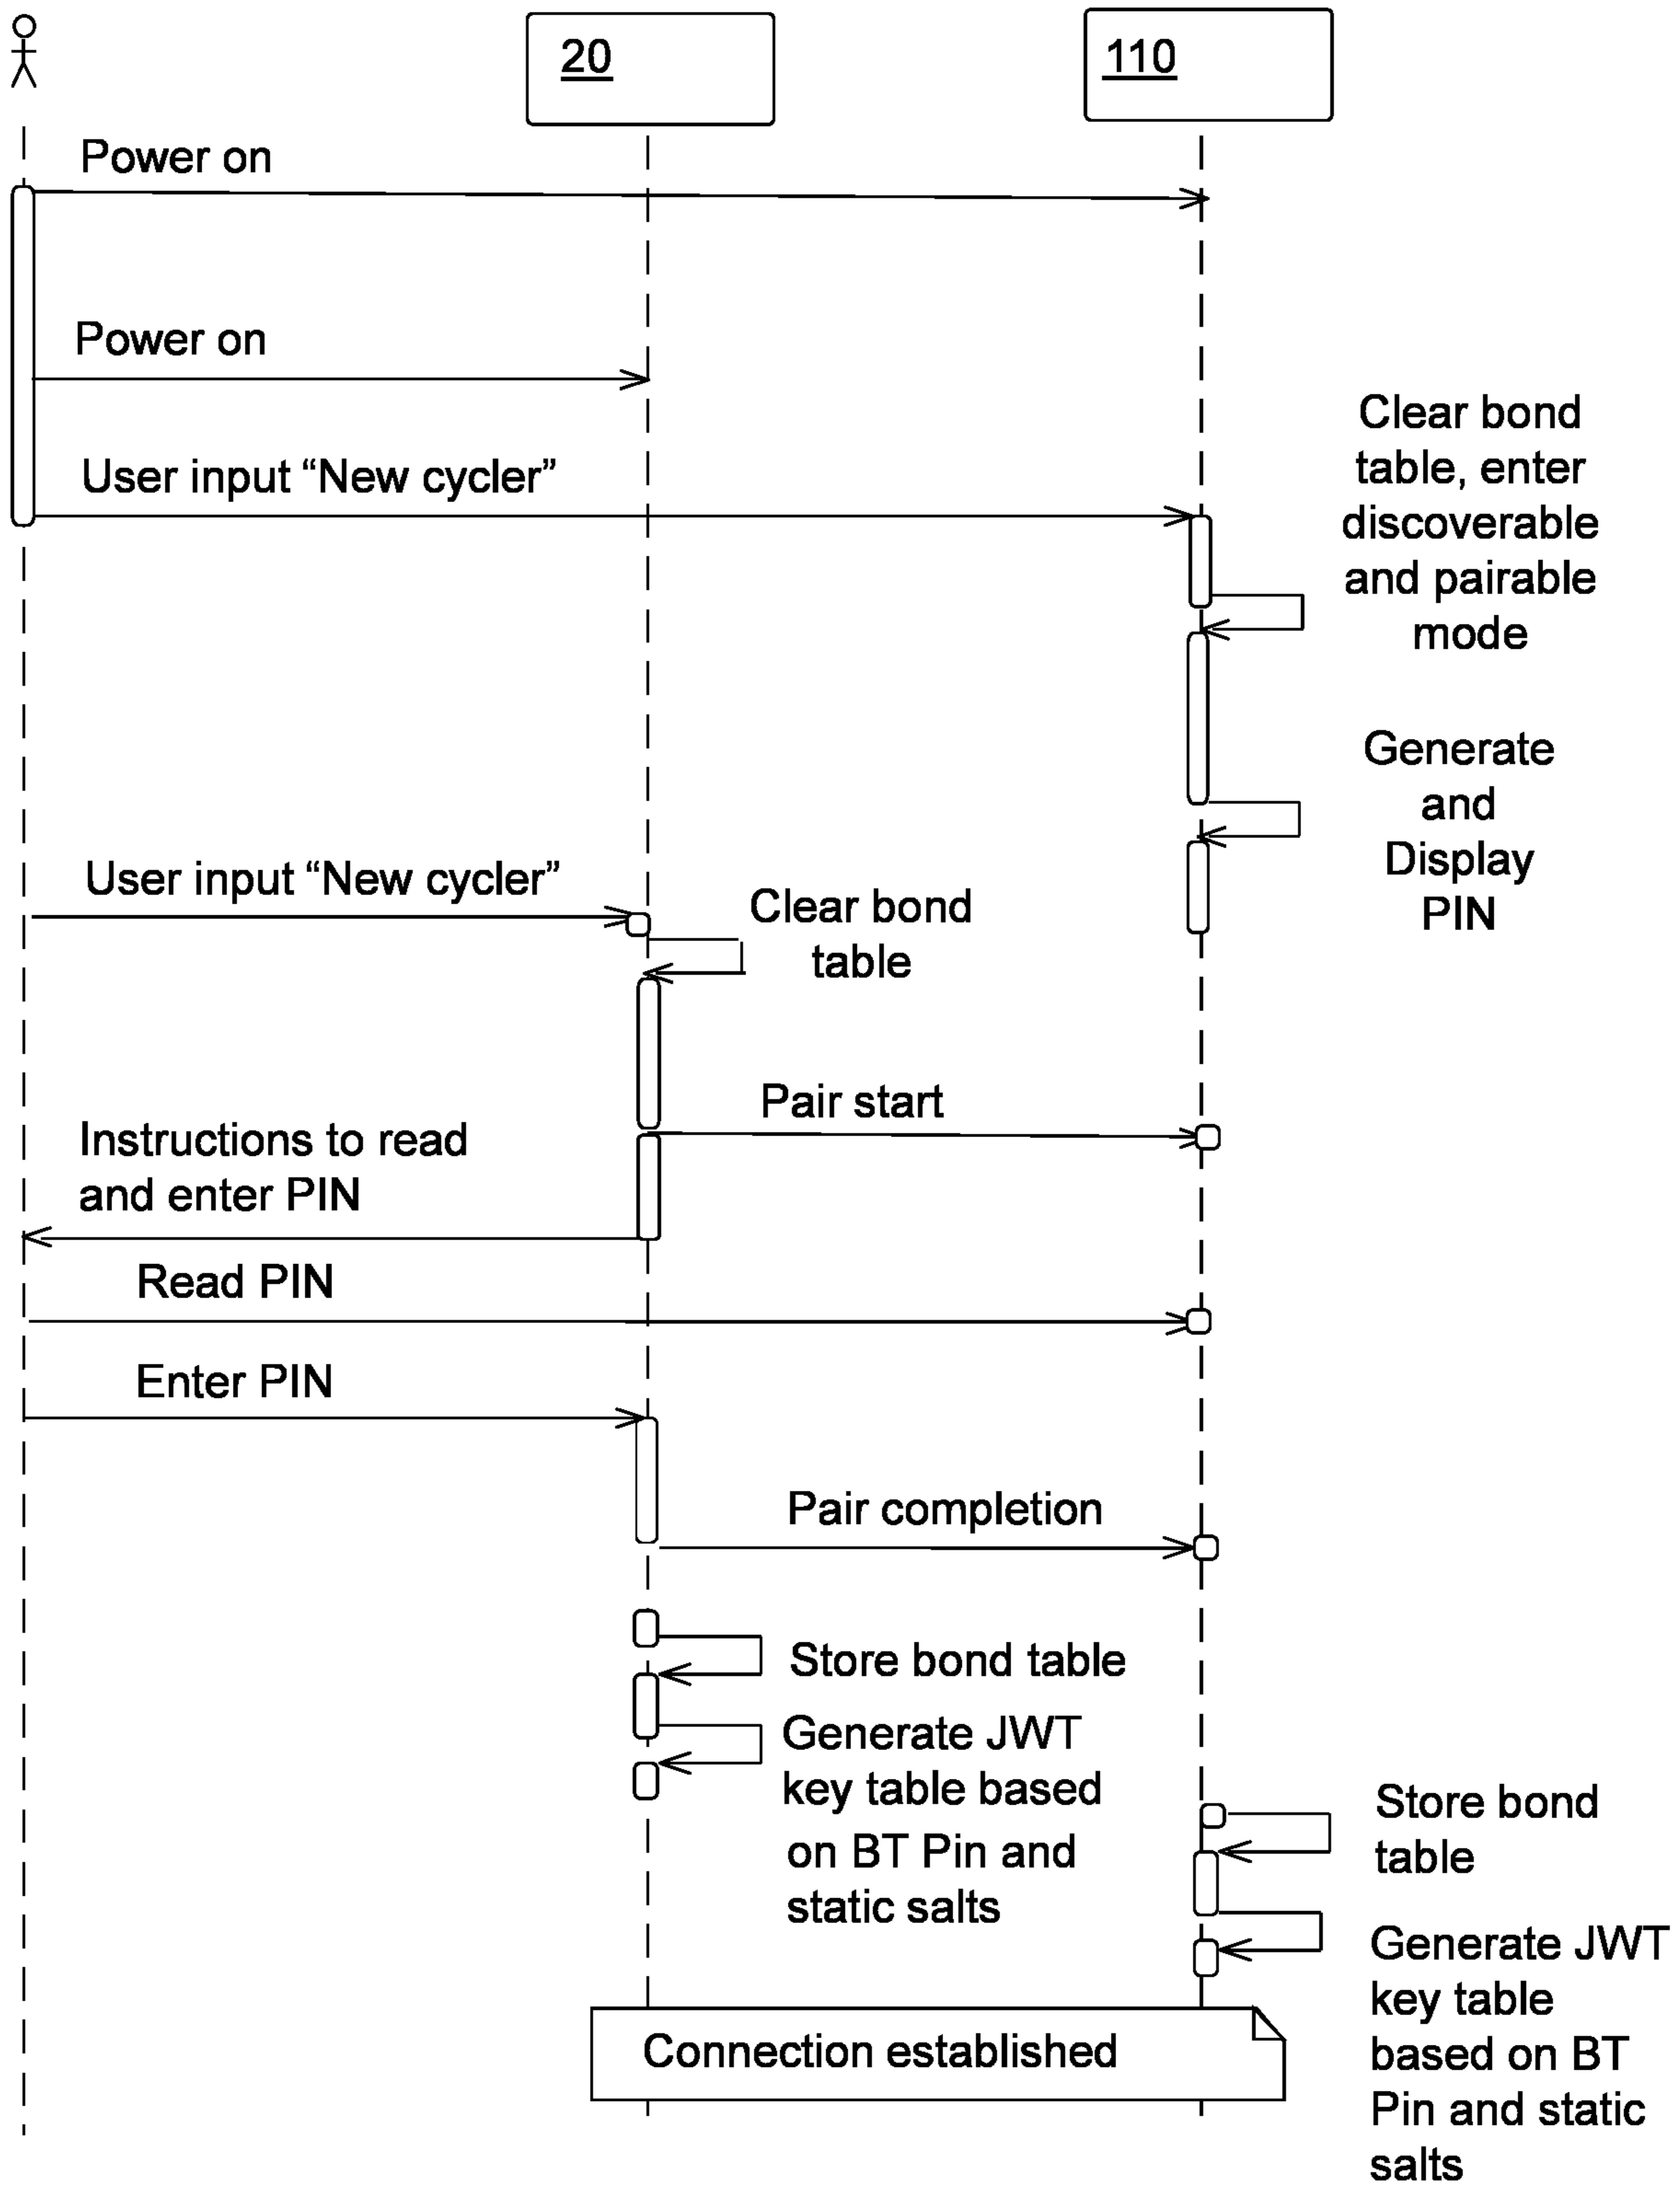 20
110
Power on
Power on
Clear bond
table, enter
discoverable
and pairable
mode
User input “New cycler”
Generate
and
Display
PIN
User input “New cycler”
Clear bond
table
Pair start
Instructions to read
and enter PIN
Read PIN
Enter PIN
Pair completion
Store bond table
Generate JWT
key table based
on BT Pin and
static salts
Store bond
table
Generate JWT
key table
based on BT
Pin and static
salts
Connection established